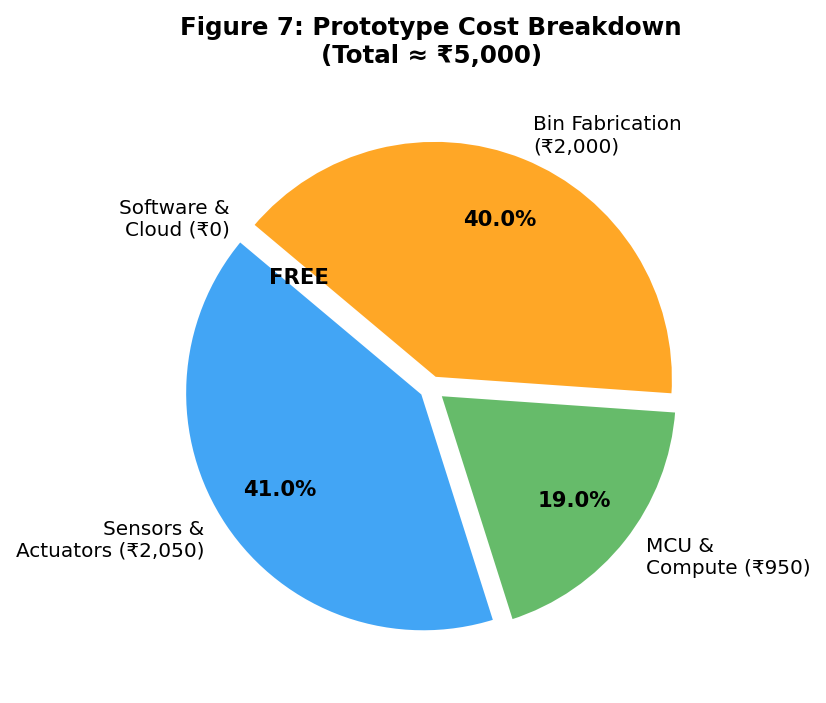 Figure 7: Prototype Cost Breakdown
(Total ≈ ₹5,000)
Bin Fabrication
(₹2,000)
40.0%
Software &
Cloud (₹0)
FREE
41.0%
19.0%
Sensors &
Actuators (₹2,050)
MCU &
Compute (₹950)